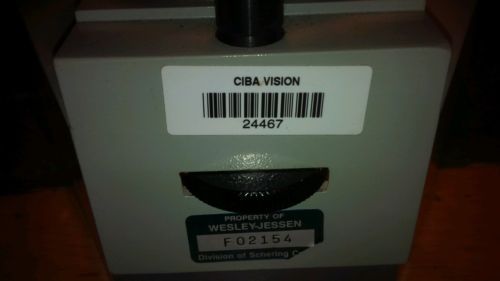 CIBA VISION
24467
PROPERTY OF
WESLEY-JESSEN
F02154
Division of Schering